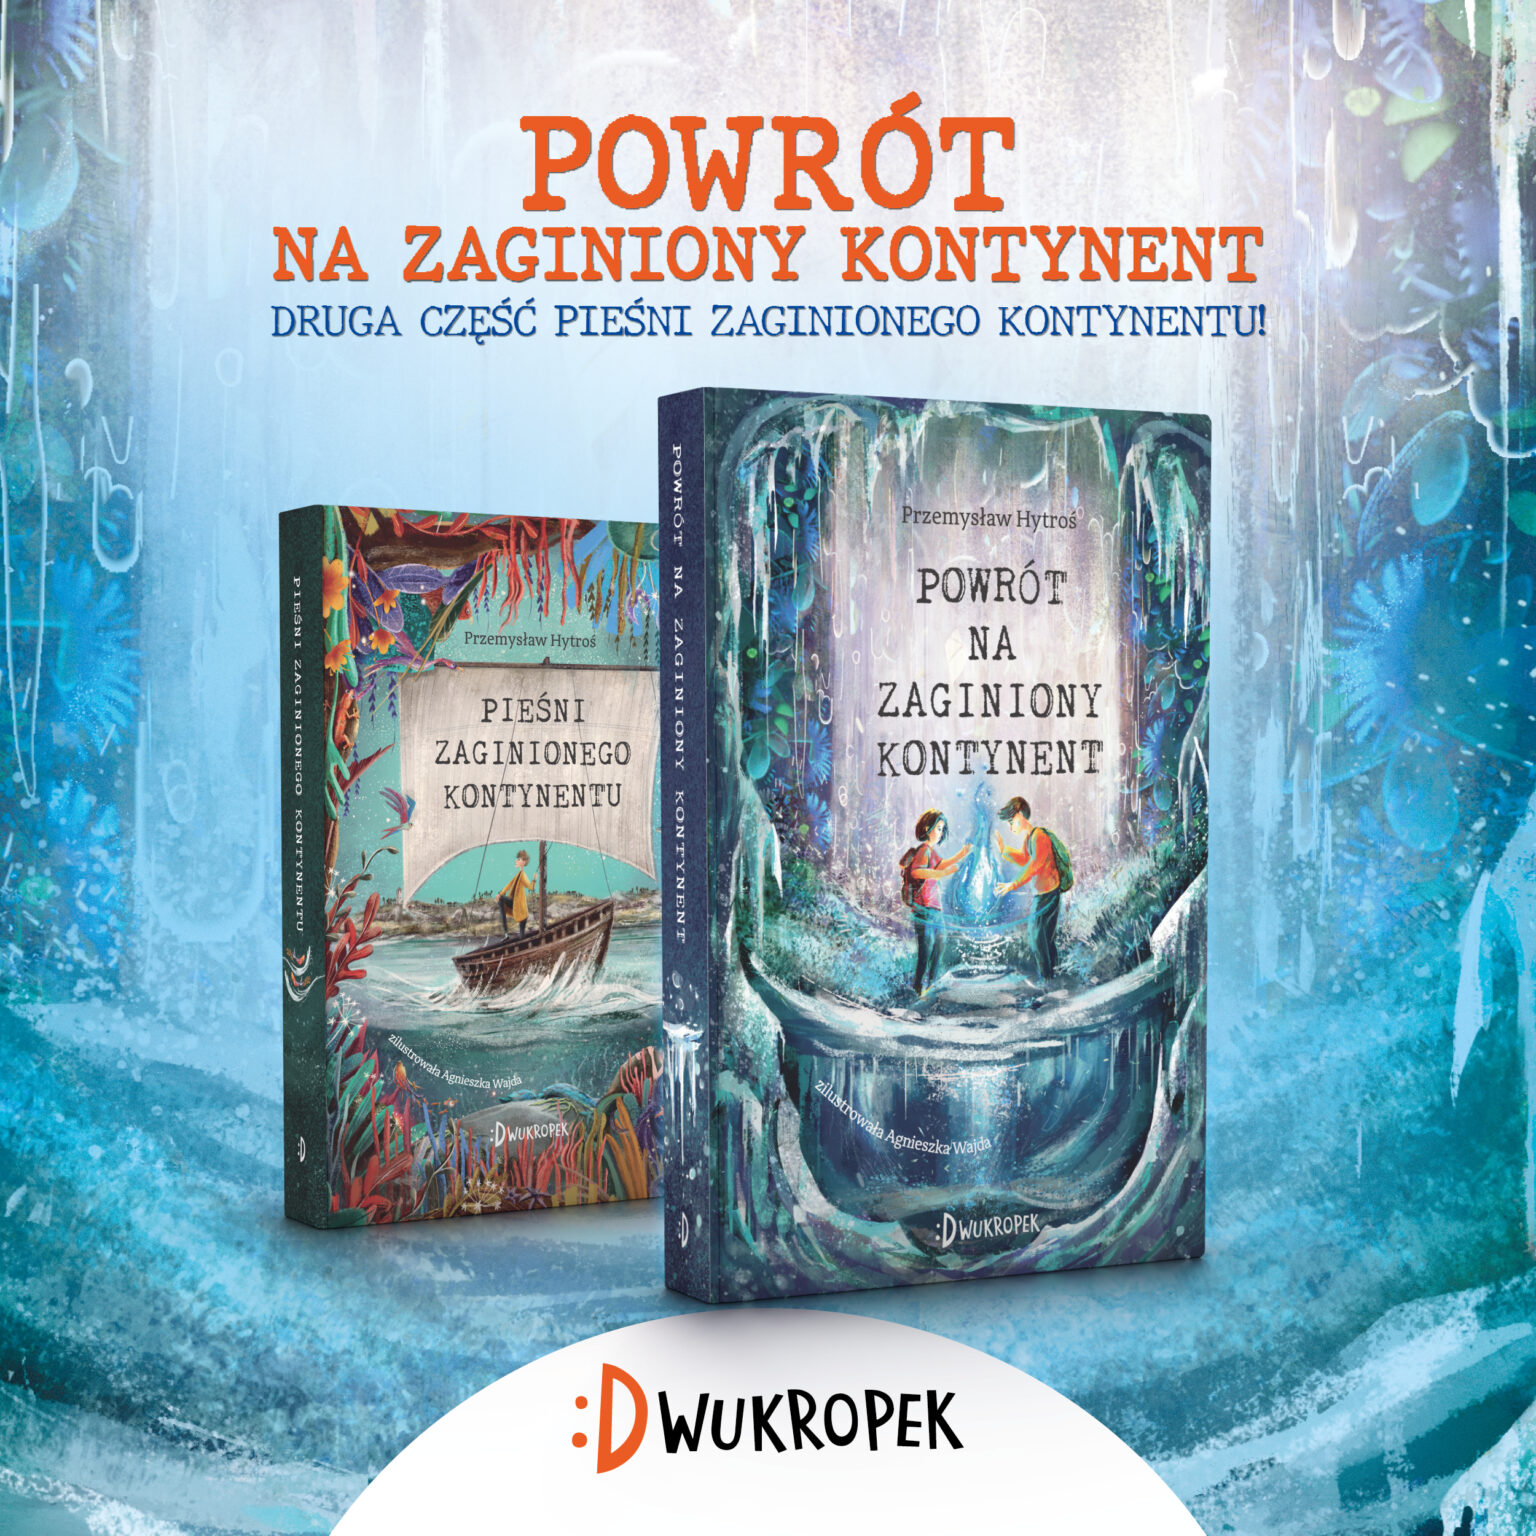 POWRÓT
NA ZAGINIONY KONTYNENT
DRUGA CZĘŚĆ PIEŚNI ZAGINIONEGO KONTYNENTU!
PIEŚNI ZAGINIONEGO KONTYNENTU
:D
Przemysław Hytroś
PIEŚNI
ZAGINIONEGO
KONTYNENTU
zilustrowała Agnieszka Wajda
:DWUKROPEK
POWRÓT NA ZAGINIONY KONTYNENT
:D
Przemysław Hytroś
POWRÓT
NA
ZAGINIONY
KONTYNENT
zilustrowała Agnieszka Wajda
:DWUKROPEK
:DWUKROPEK